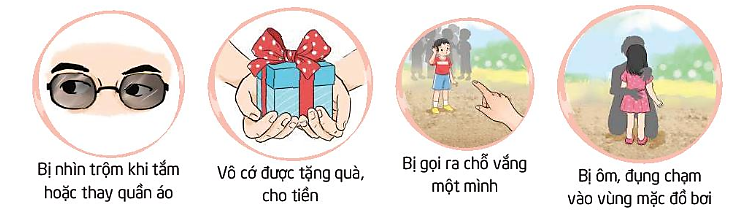 Bị nhìn trộm khi tắm
hoặc thay quần áo
Vô cớ được tặng quà,
cho tiền
Bị gọi ra chỗ vắng
một mình
Bị ôm, đụng chạm
vào vùng mặc đồ bơi